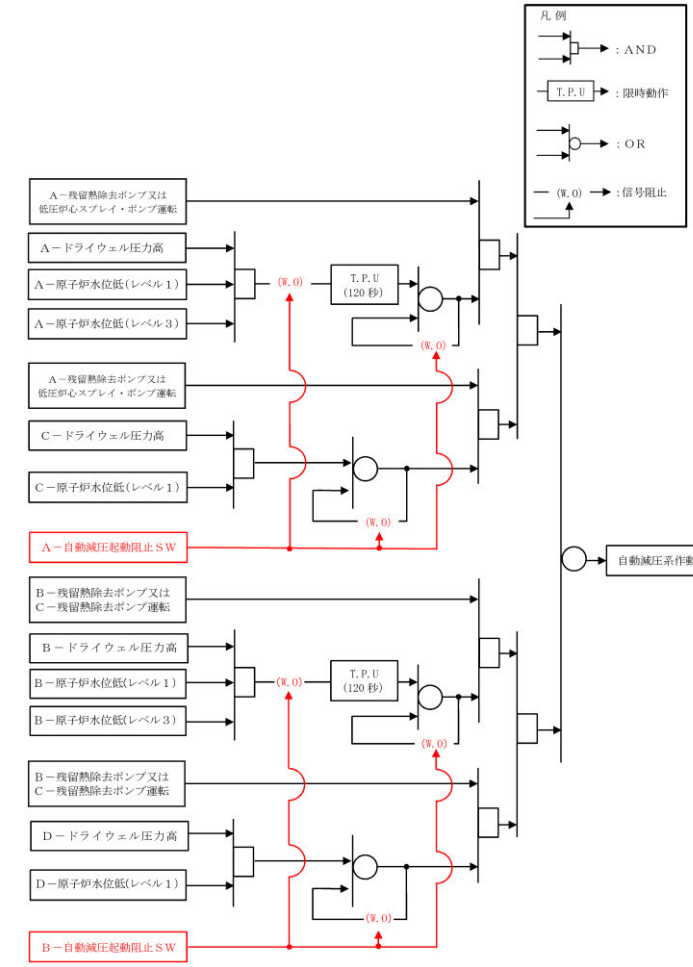 凡例
: AND
T.P.U
: 限時動作
: OR
(W.O)
: 信号阻止
A－残留熱除去ポンプ又は
低圧炉心スプレイ・ポンプ運転
A－ドライウェル圧力高
A－原子炉水位低(レベル1)
A－原子炉水位低(レベル3)
(W.O)
T.P.U
(120秒)
(W.O)
A－残留熱除去ポンプ又は
低圧炉心スプレイ・ポンプ運転
C－ドライウェル圧力高
C－原子炉水位低(レベル1)
(W.O)
A－自動減圧起動阻止SW
自動減圧系作動
B－残留熱除去ポンプ又は
C－残留熱除去ポンプ運転
B－ドライウェル圧力高
B－原子炉水位低(レベル1)
B－原子炉水位低(レベル3)
(W.O)
T.P.U
(120秒)
(W.O)
B－残留熱除去ポンプ又は
C－残留熱除去ポンプ運転
D－ドライウェル圧力高
D－原子炉水位低(レベル1)
(W.O)
B－自動減圧起動阻止SW